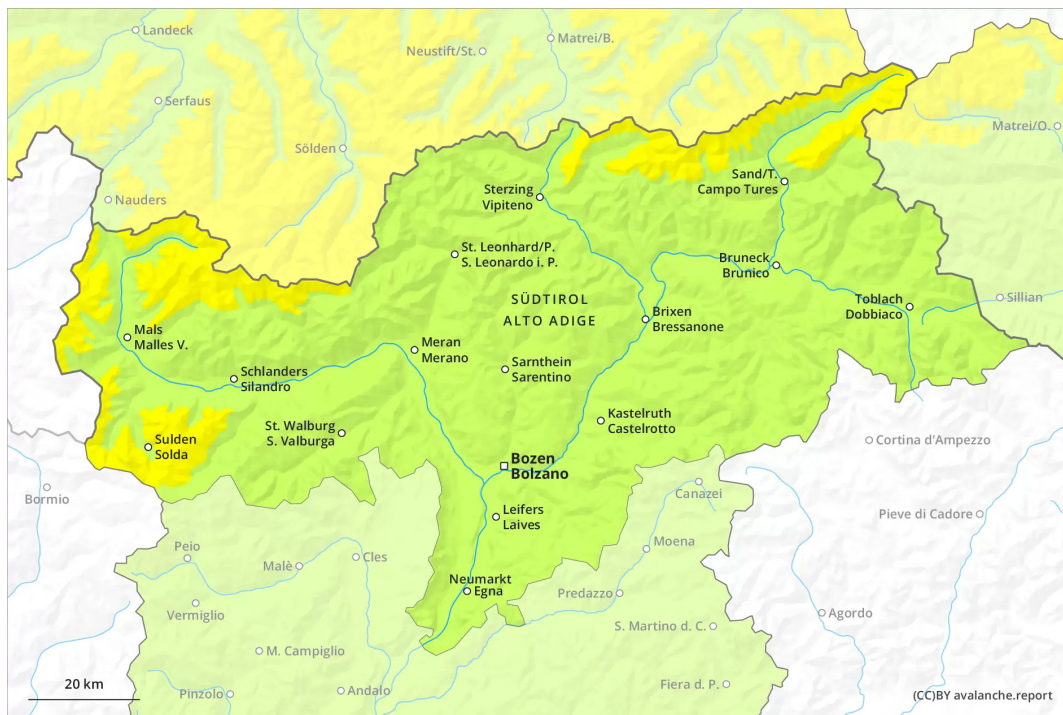 Landeck
Matrei/B.
Neustift/St.
Serfaus
Matrei/O.
Sölden
Nauders
Sand/T.
Campo Tures
Sterzing
Vipiteno
St. Leonhard/P.
S. Leonardo i. P.
Bruneck
Brunico
SÜDTIROL
ALTO ADIGE
Toblach
Dobbiaco
Sillian
Brixen
Bressanone
Mals
Malles V.
Meran
Merano
Sarnthein
Sarentino
Schlanders
Silandro
Kastelruth
Castelrotto
St. Walburg
S. Valburga
Sulden
Solda
Cortina d'Ampezzo
Bozen
Bolzano
Bormio
Canazei
Leifers
Laives
Pieve di Cadore
Moena
Peio
Cles
Malè
Neumarkt
Egna
Predazzo
Vermiglio
Agordo
S. Martino d. C.
M. Campiglio
20 km
Pinzolo
Andalo
Fiera d. P.
(CC)BY avalanche.report